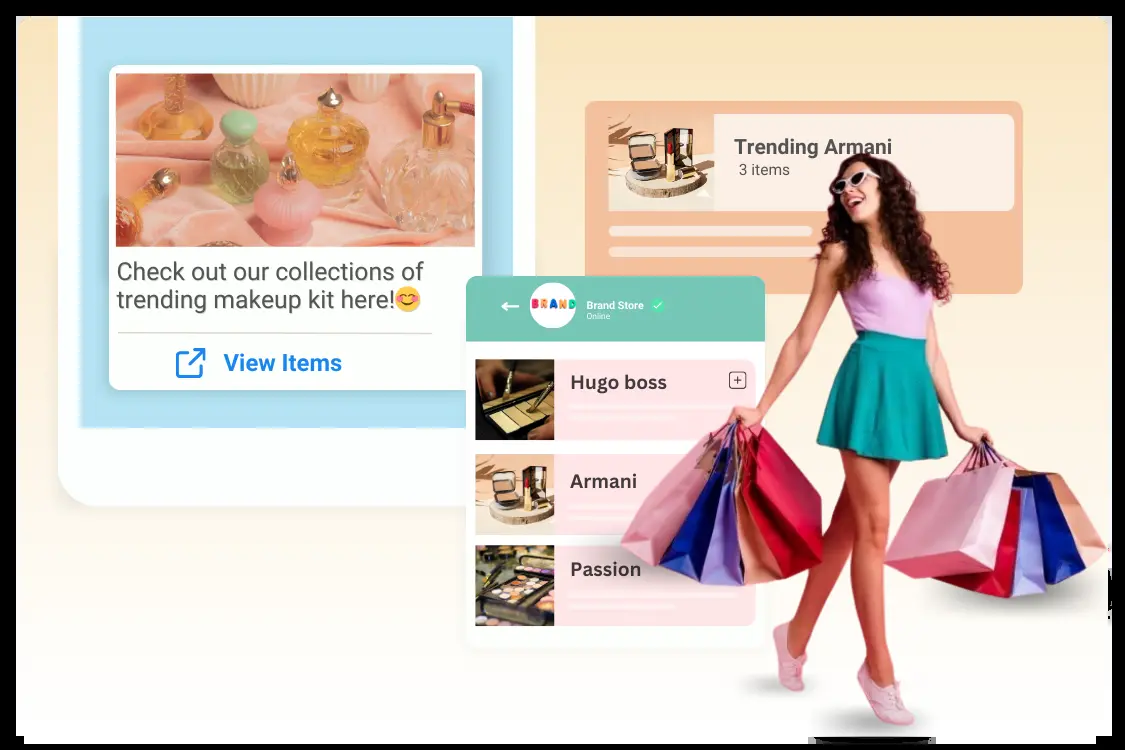 Check out our collections of
trending makeup kit here!😊
View Items
Trending Armani
3 items
BRAND
Brand Store
Online
Hugo boss
Armani
Passion